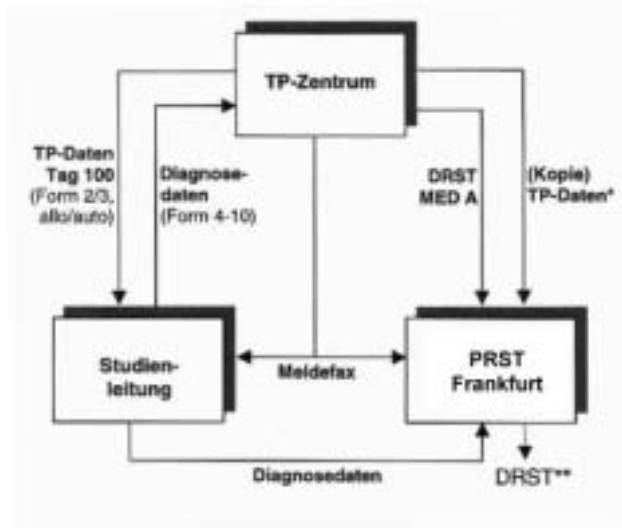 TP-Zentrum
TP-Daten
Tag 100
(Form 2/3,
allo/auto)
Diagnose-
daten
(Form 4-10)
DRST
MED A
(Kopie)
TP-Daten*
Studien-
leitung
Meldefax
PRST
Frankfurt
Diagnosedaten
DRST**